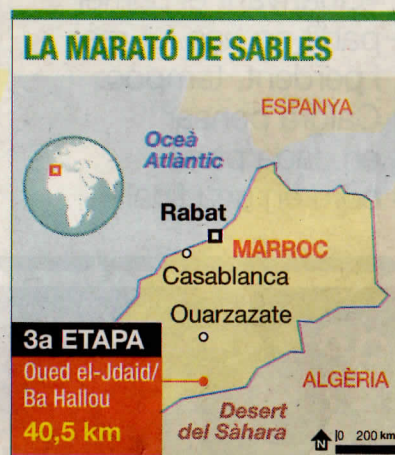 LA MARATÓ DE SABLES
ESPANYA
Oceà
Atlàntic
Rabat
MARROC
Casablanca
Ouarzazate
3a ETAPA
Oued el-Jdaid/
Ba Hallou
40,5 km
ALGÈRIA
Desert
del Sàhara
N
0 200 km